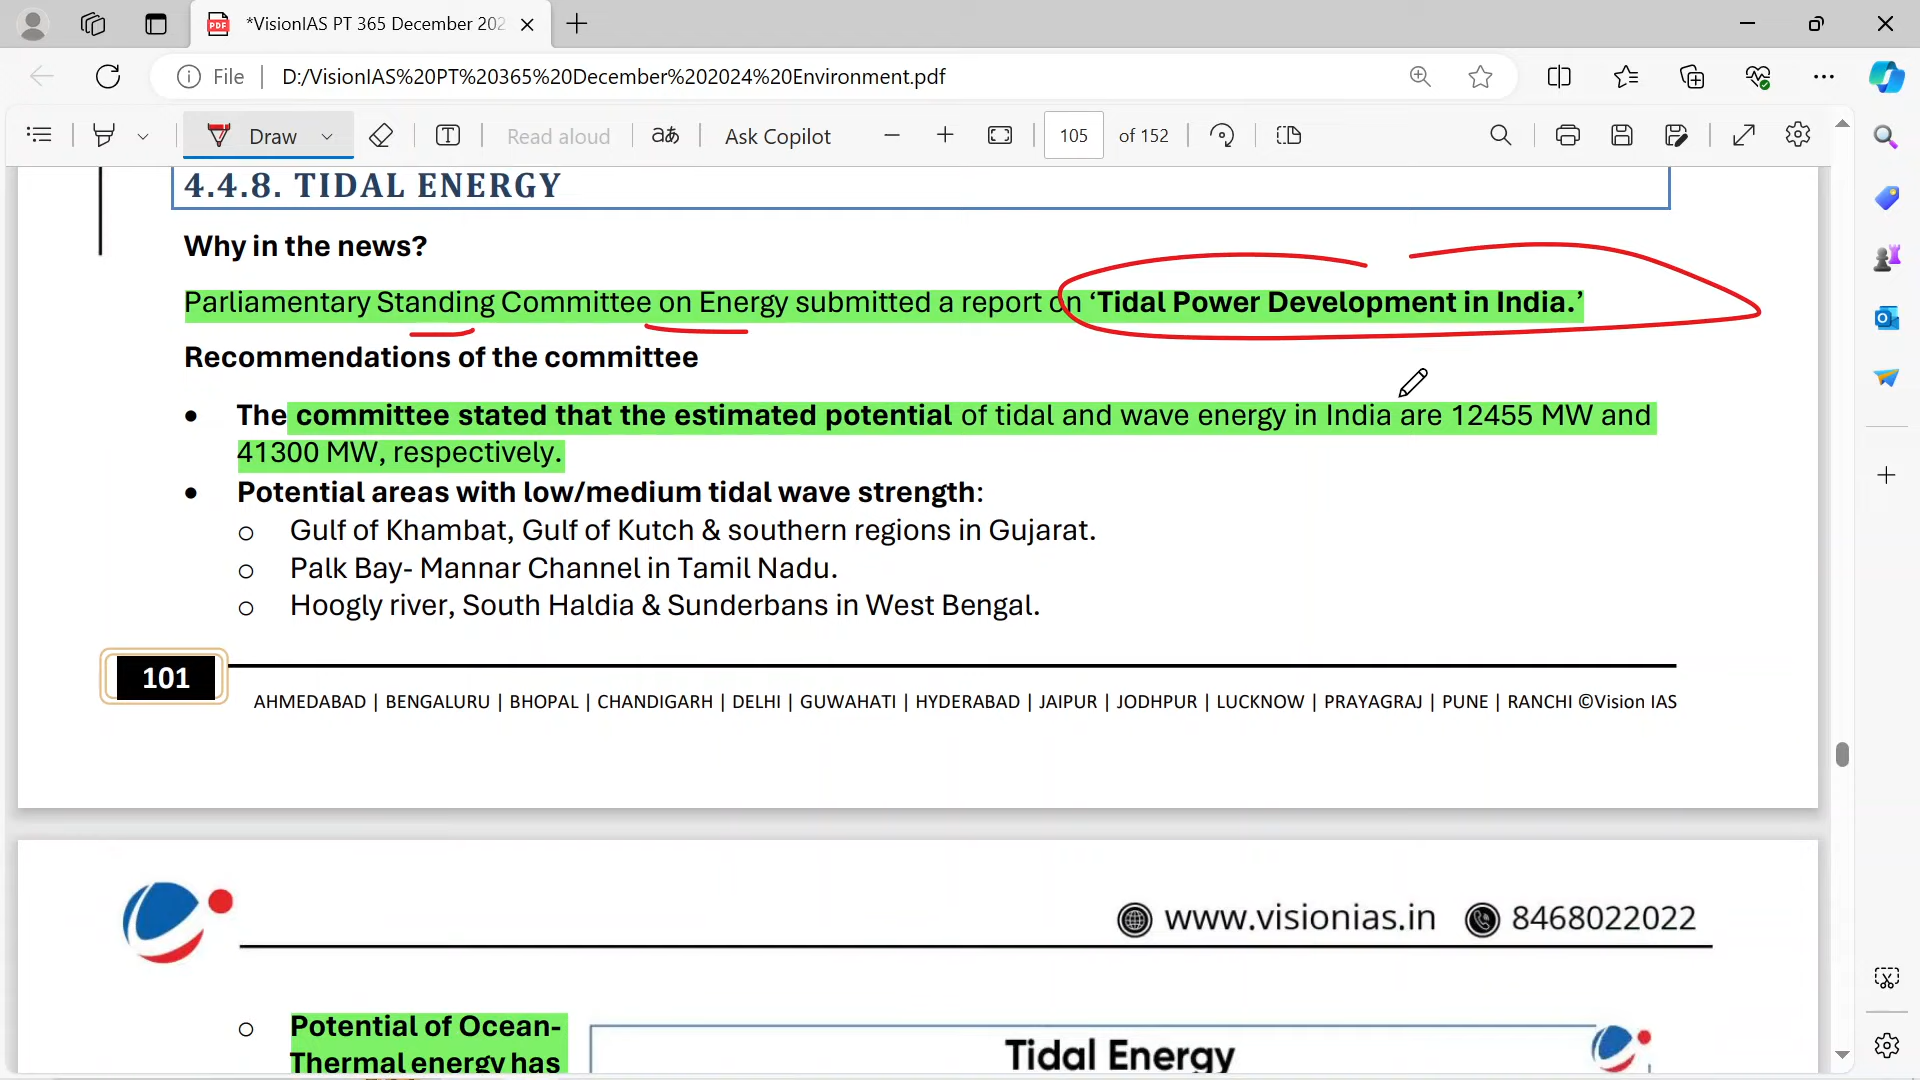 *VisionIAS PT 365 December 202
File
D:/VisionIAS%20PT%20365%20December%202024%20Environment.pdf
Draw
Read aloud
aあ
Ask Copilot
105 of 152
4.4.8. TIDAL ENERGY
Why in the news?
Parliamentary Standing Committee on Energy submitted a report on ‘Tidal Power Development in India.’
Recommendations of the committee
• The committee stated that the estimated potential of tidal and wave energy in India are 12455 MW and
41300 MW, respectively.
• Potential areas with low/medium tidal wave strength:
o Gulf of Khambat, Gulf of Kutch & southern regions in Gujarat.
o Palk Bay- Mannar Channel in Tamil Nadu.
o Hoogly river, South Haldia & Sunderbans in West Bengal.
101
AHMEDABAD | BENGALURU | BHOPAL | CHANDIGARH | DELHI | GUWAHATI | HYDERABAD | JAIPUR | JODHPUR | LUCKNOW | PRAYAGRAJ | PUNE | RANCHI ©Vision IAS
www.visionias.in 8468022022
o Potential of Ocean-
Thermal energy has
Tidal Energy